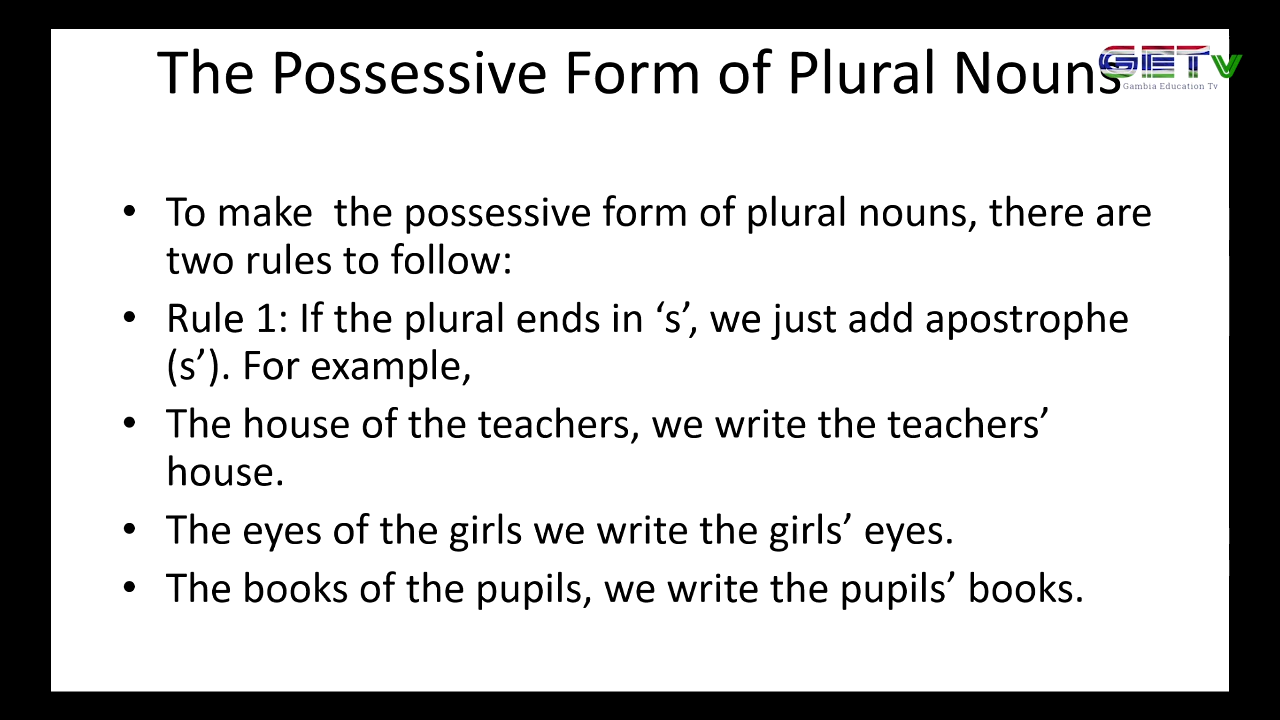 The Possessive Form of Plural Nouns
GETv
Gambia Education Tv
• To make  the possessive form of plural nouns, there are
two rules to follow:
• Rule 1: If the plural ends in ‘s’, we just add apostrophe
(s’). For example,
• The house of the teachers, we write the teachers’
house.
• The eyes of the girls we write the girls’ eyes.
• The books of the pupils, we write the pupils’ books.